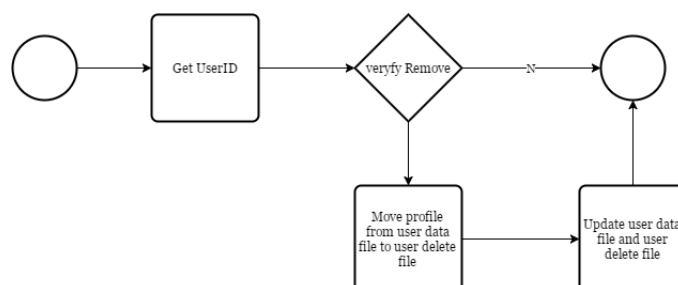 Get UserID
veryfy Remove
N
Move profile
from user data
file to user delete
file
Update user data
file and user
delete file